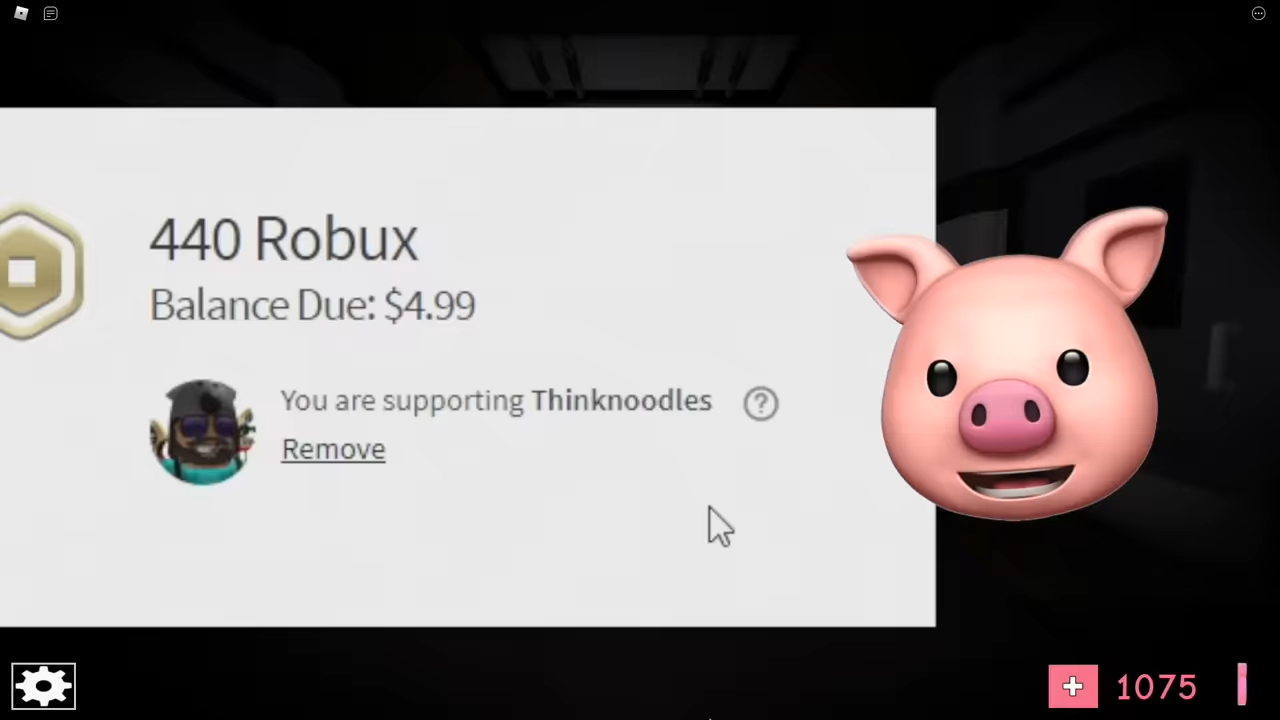 440 Robux
Balance Due: $4.99
You are supporting Thinknoodles
Remove
1075